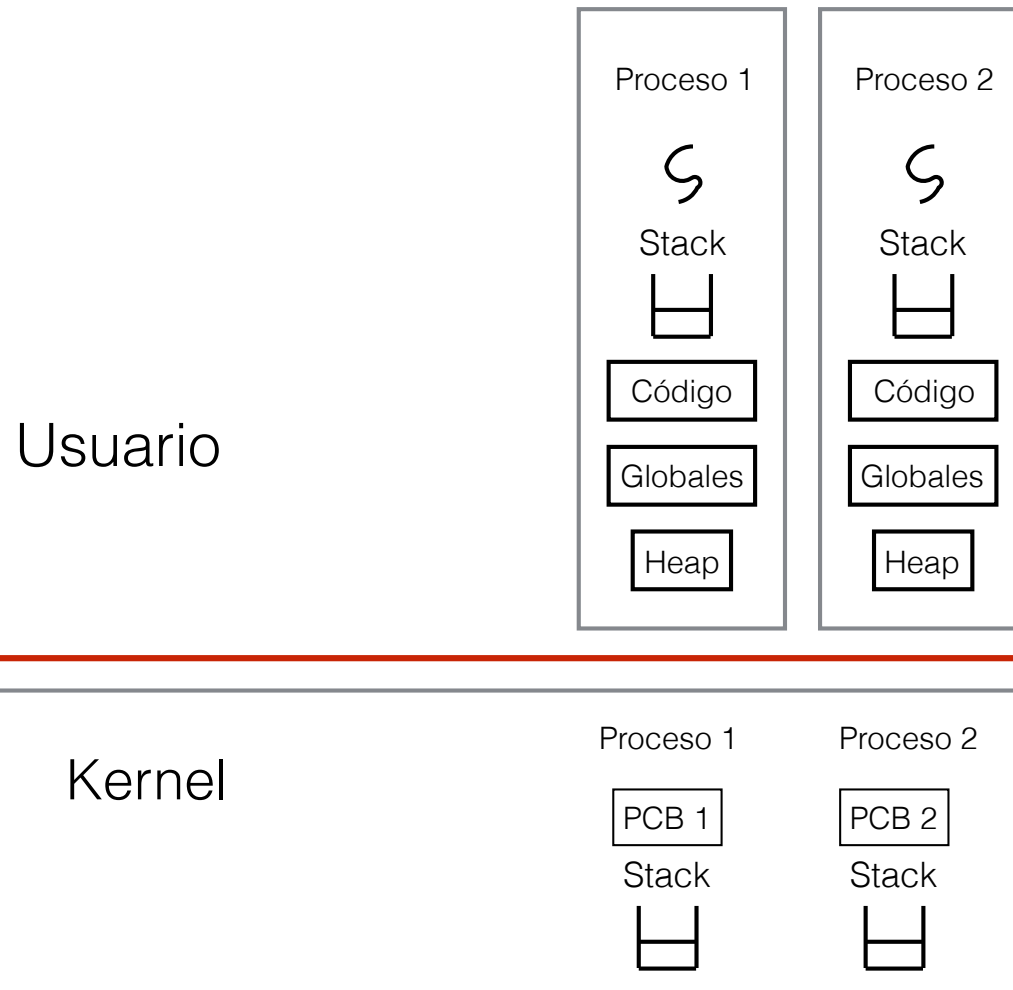 Proceso 1
Proceso 2
Stack
Stack
Código
Código
Usuario
Globales
Globales
Heap
Heap
Kernel
Proceso 1
Proceso 2
PCB 1
PCB 2
Stack
Stack